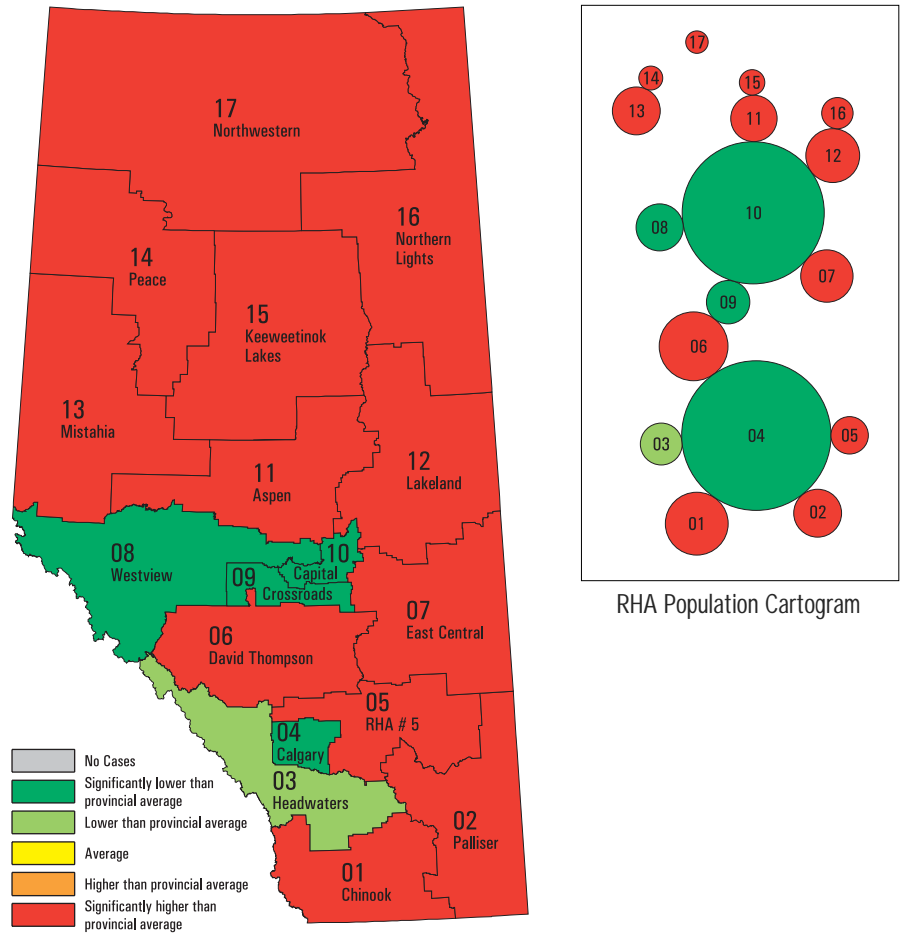 17
Northwestern
16
Northern
Lights
14
Peace
15
Keeweetinok
Lakes
13
Mistahia
11
Aspen
12
Lakeland
08
Westview
10
Capital
09
Crossroads
07
East Central
06
David Thompson
05
RHA # 5
04
Calgary
03
Headwaters
02
Palliser
01
Chinook
No Cases
Significantly lower than
provincial average
Lower than provincial average
Average
Higher than provincial average
Significantly higher than
provincial average
17
14
15
13
11
16
12
10
08
07
09
06
04
05
03
01
02
RHA Population Cartogram